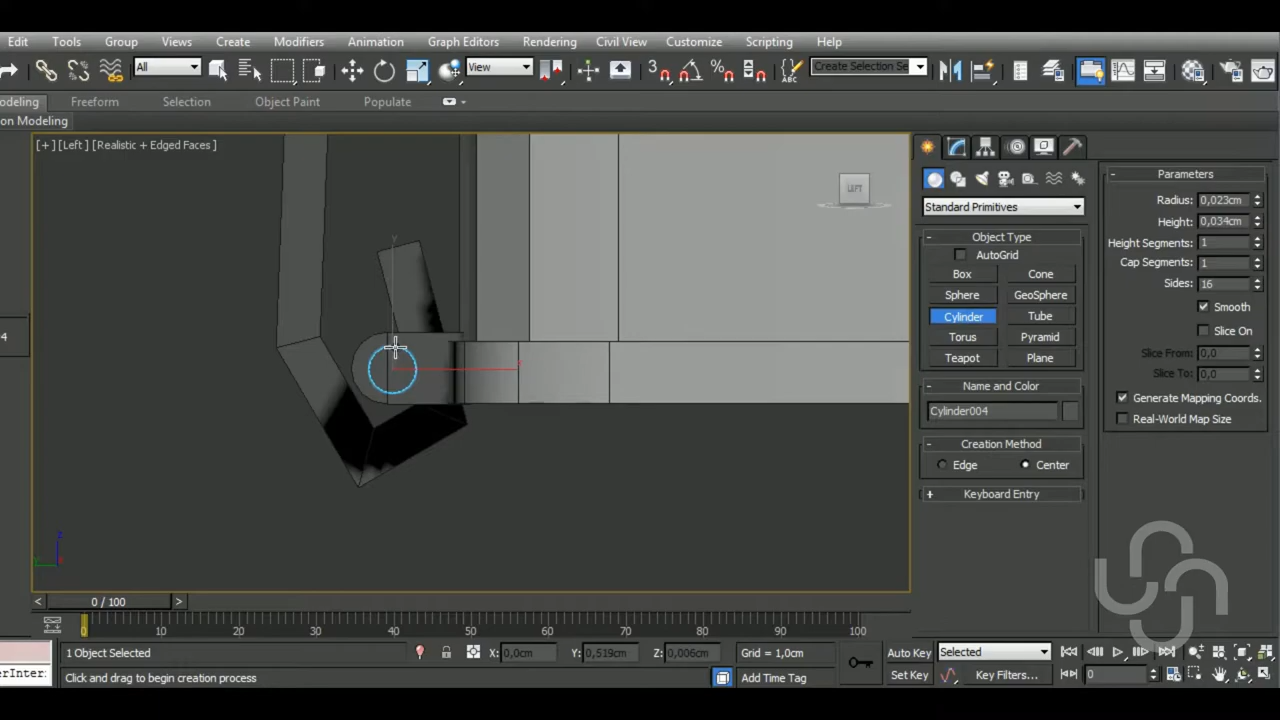 Edit Tools Group Views Create Modifiers Animation Graph Editors Rendering Civil View Customize Scripting Help
All View Create Selection Se
odeling Freeform Selection Object Paint Populate
on Modeling
[+] [Left] [Realistic + Edged Faces]
LEFT
Standard Primitives
Object Type
AutoGrid
Box Cone
Sphere GeoSphere
Cylinder Tube
Torus Pyramid
Teapot Plane
Name and Color
Cylinder004
Creation Method
Edge Center
Keyboard Entry
Parameters
Radius: 0,023cm
Height: 0,034cm
Height Segments: 1
Cap Segments: 1
Sides: 16
Smooth
Slice On
Slice From: 0,0
Slice To: 0,0
Generate Mapping Coords.
Real-World Map Size
4
y
x
z
0 / 100
0 10 20 30 40 50 60 70 80 90 100
1 Object Selected X: 0,0cm Y: 0,519cm Z: 0,006cm Grid = 1,0cm Auto Key Selected
erInter Click and drag to begin creation process Add Time Tag Set Key Key Filters... 0